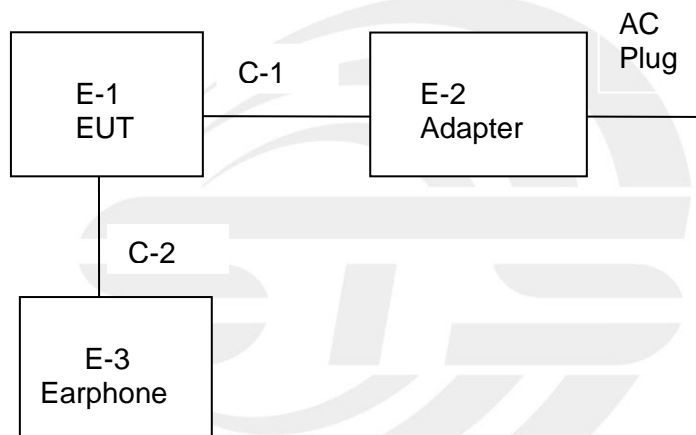 AC
Plug
C-1
E-1
EUT
E-2
Adapter
C-2
E-3
Earphone